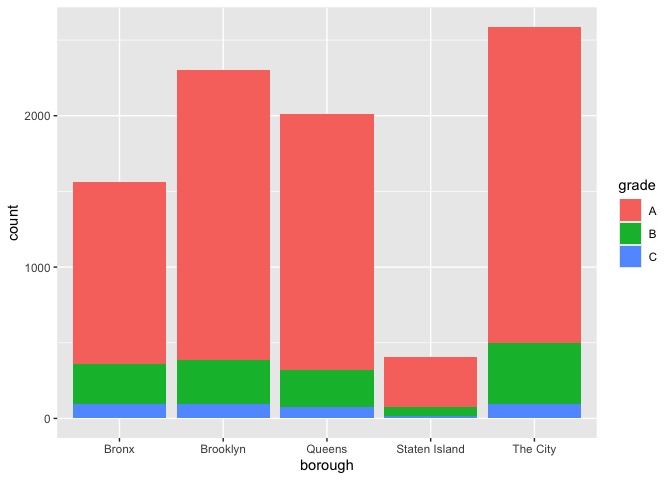 count
2000
1000
0
Bronx Brooklyn Queens Staten Island The City
borough
grade
A
B
C